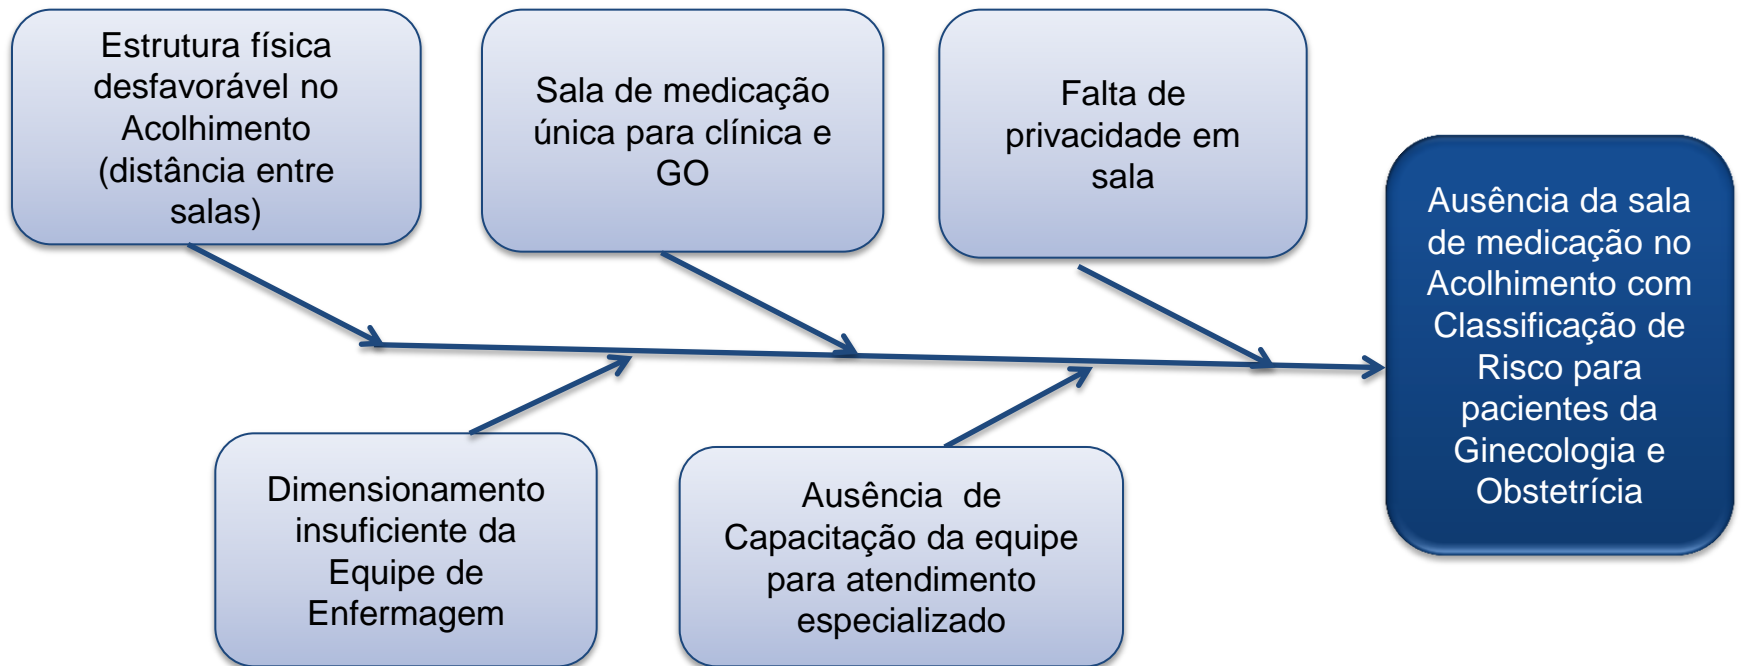 Estrutura física
desfavorável no
Acolhimento
(distância entre
salas)
Sala de medicação
única para clínica e
GO
Falta de
privacidade em
sala
Ausência da sala
de medicação no
Acolhimento com
Classificação de
Risco para
pacientes da
Ginecologia e
Obstetrícia
Dimensionamento
insuficiente da
Equipe de
Enfermagem
Ausência de
Capacitação da equipe
para atendimento
especializado